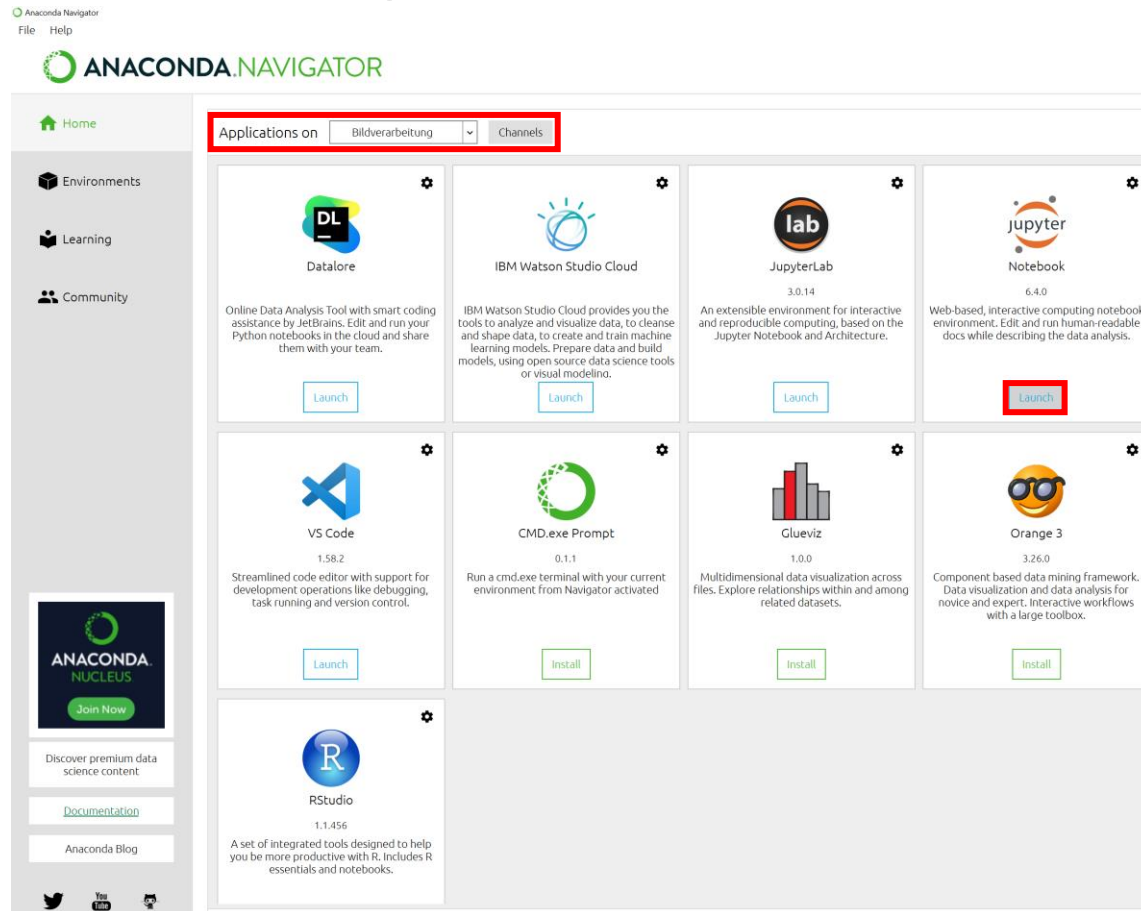 Anaconda Navigator
File Help
ANACONDA.NAVIGATOR
Home
Environments
Learning
Community
Applications on Bildverarbeitung Channels
DL
Datalore
Online Data Analysis Tool with smart coding
assistance by JetBrains. Edit and run your
Python notebooks in the cloud and share
them with your team.
Launch
IBM Watson Studio Cloud
IBM Watson Studio Cloud provides you the
tools to analyze and visualize data, to cleanse
and shape data, to create and train machine
learning models. Prepare data and build
models, using open source data science tools
or visual modeling.
Launch
lab
JupyterLab
3.0.14
An extensible environment for interactive
and reproducible computing, based on the
Jupyter Notebook and Architecture.
Launch
jupyter
Notebook
6.4.0
Web-based, interactive computing notebook
environment. Edit and run human-readable
docs while describing the data analysis.
Launch
VS Code
1.58.2
Streamlined code editor with support for
development operations like debugging,
task running and version control.
Launch
CMD.exe Prompt
0.1.1
Run a cmd.exe terminal with your current
environment from Navigator activated
Install
Glueviz
1.0.0
Multidimensional data visualization across
files. Explore relationships within and among
related datasets.
Install
Orange 3
3.26.0
Component based data mining framework.
Data visualization and data analysis for
novice and expert. Interactive workflows
with a large toolbox.
Install
R
RStudio
1.1.456
A set of integrated tools designed to help
you be more productive with R. Includes R
essentials and notebooks.
ANACONDA.
NUCLEUS
Join Now
Discover premium data
science content
Documentation
Anaconda Blog
You
Tube